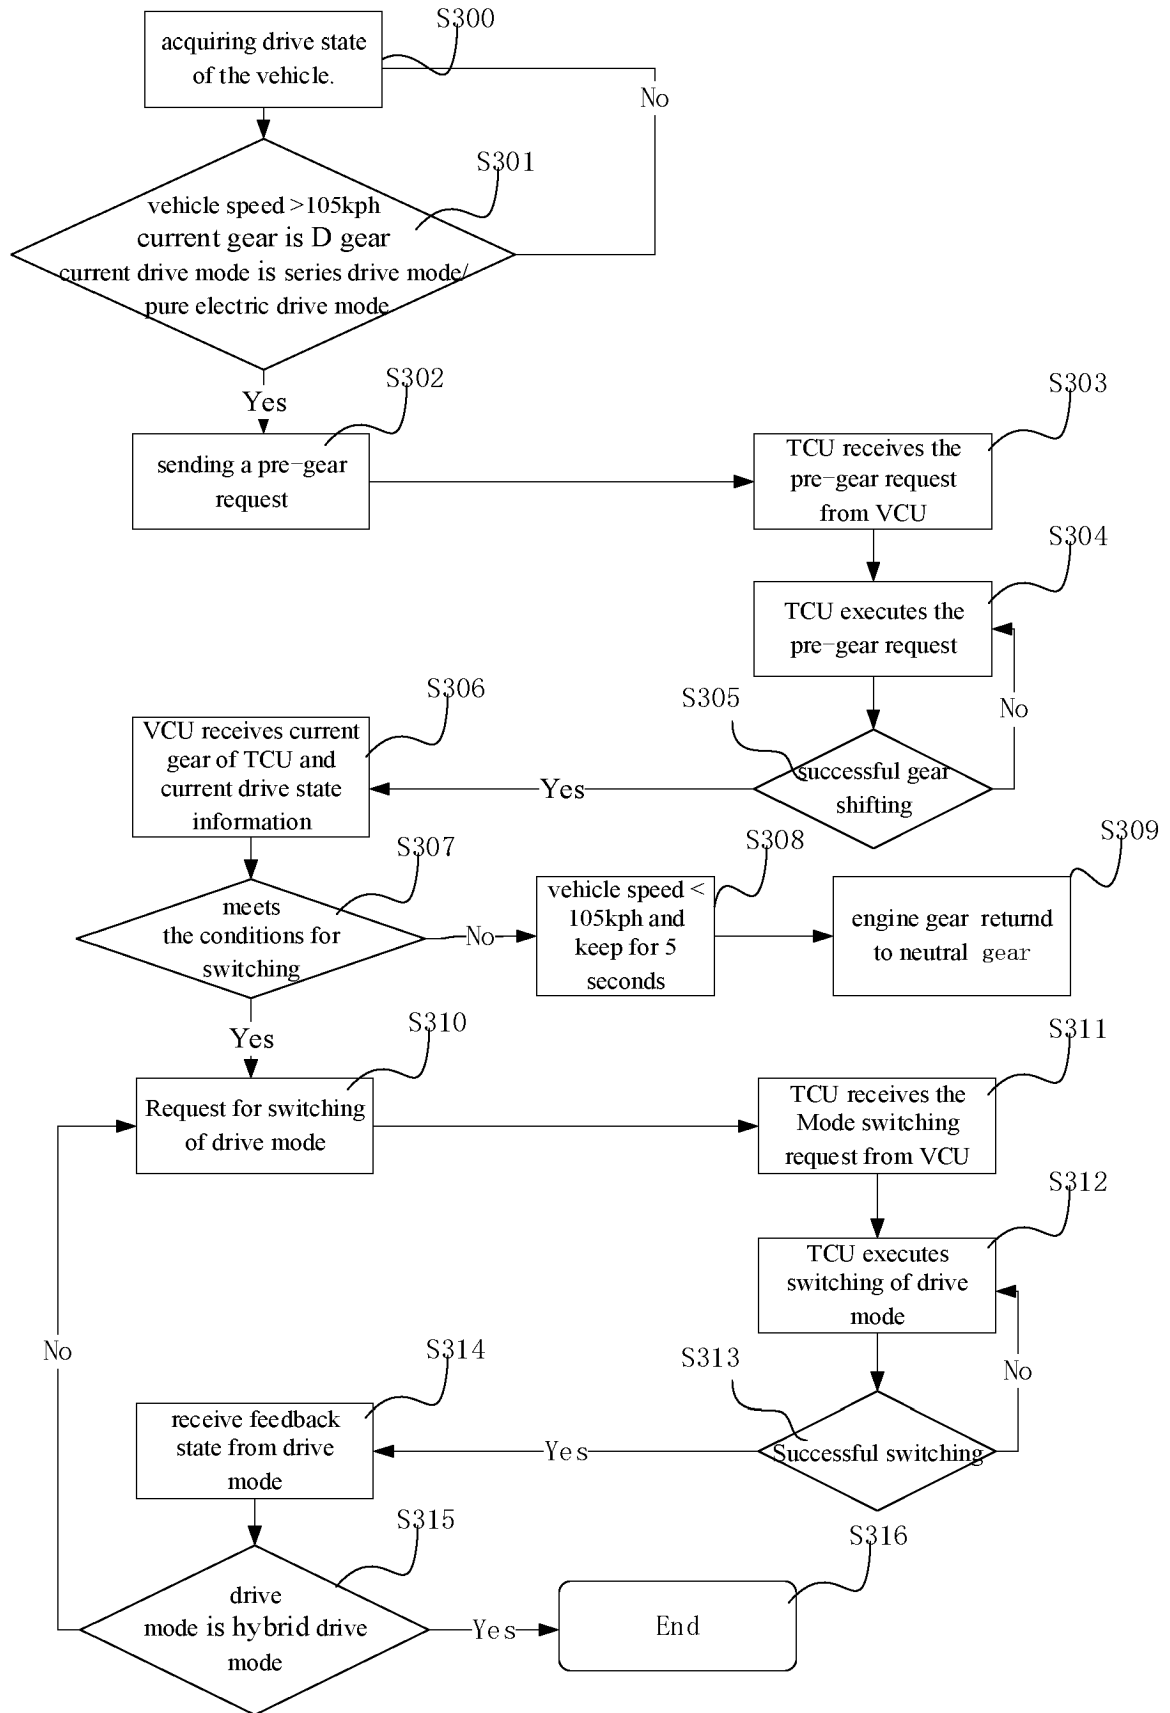 S300
acquiring drive state
of the vehicle.
No
S301
vehicle speed >105kph
current gear is D gear
current drive mode is series drive mode/
pure electric drive mode
Yes
S302
sending a pre-gear
request
S303
TCU receives the
pre-gear request
from VCU
S304
TCU executes the
pre-gear request
No
S305
successful gear
shifting
Yes
S306
VCU receives current
gear of TCU and
current drive state
information
S307
meets
the conditions for
switching
No
S308
vehicle speed <
105kph and
keep for 5
seconds
S309
engine gear returnd
to neutral gear
Yes
S310
Request for switching
of drive mode
S311
TCU receives the
Mode switching
request from VCU
S312
TCU executes
switching of drive
mode
No
S313
Successful switching
Yes
S314
receive feedback
state from drive
mode
No
S315
drive
mode is hybrid drive
mode
Yes
S316
End